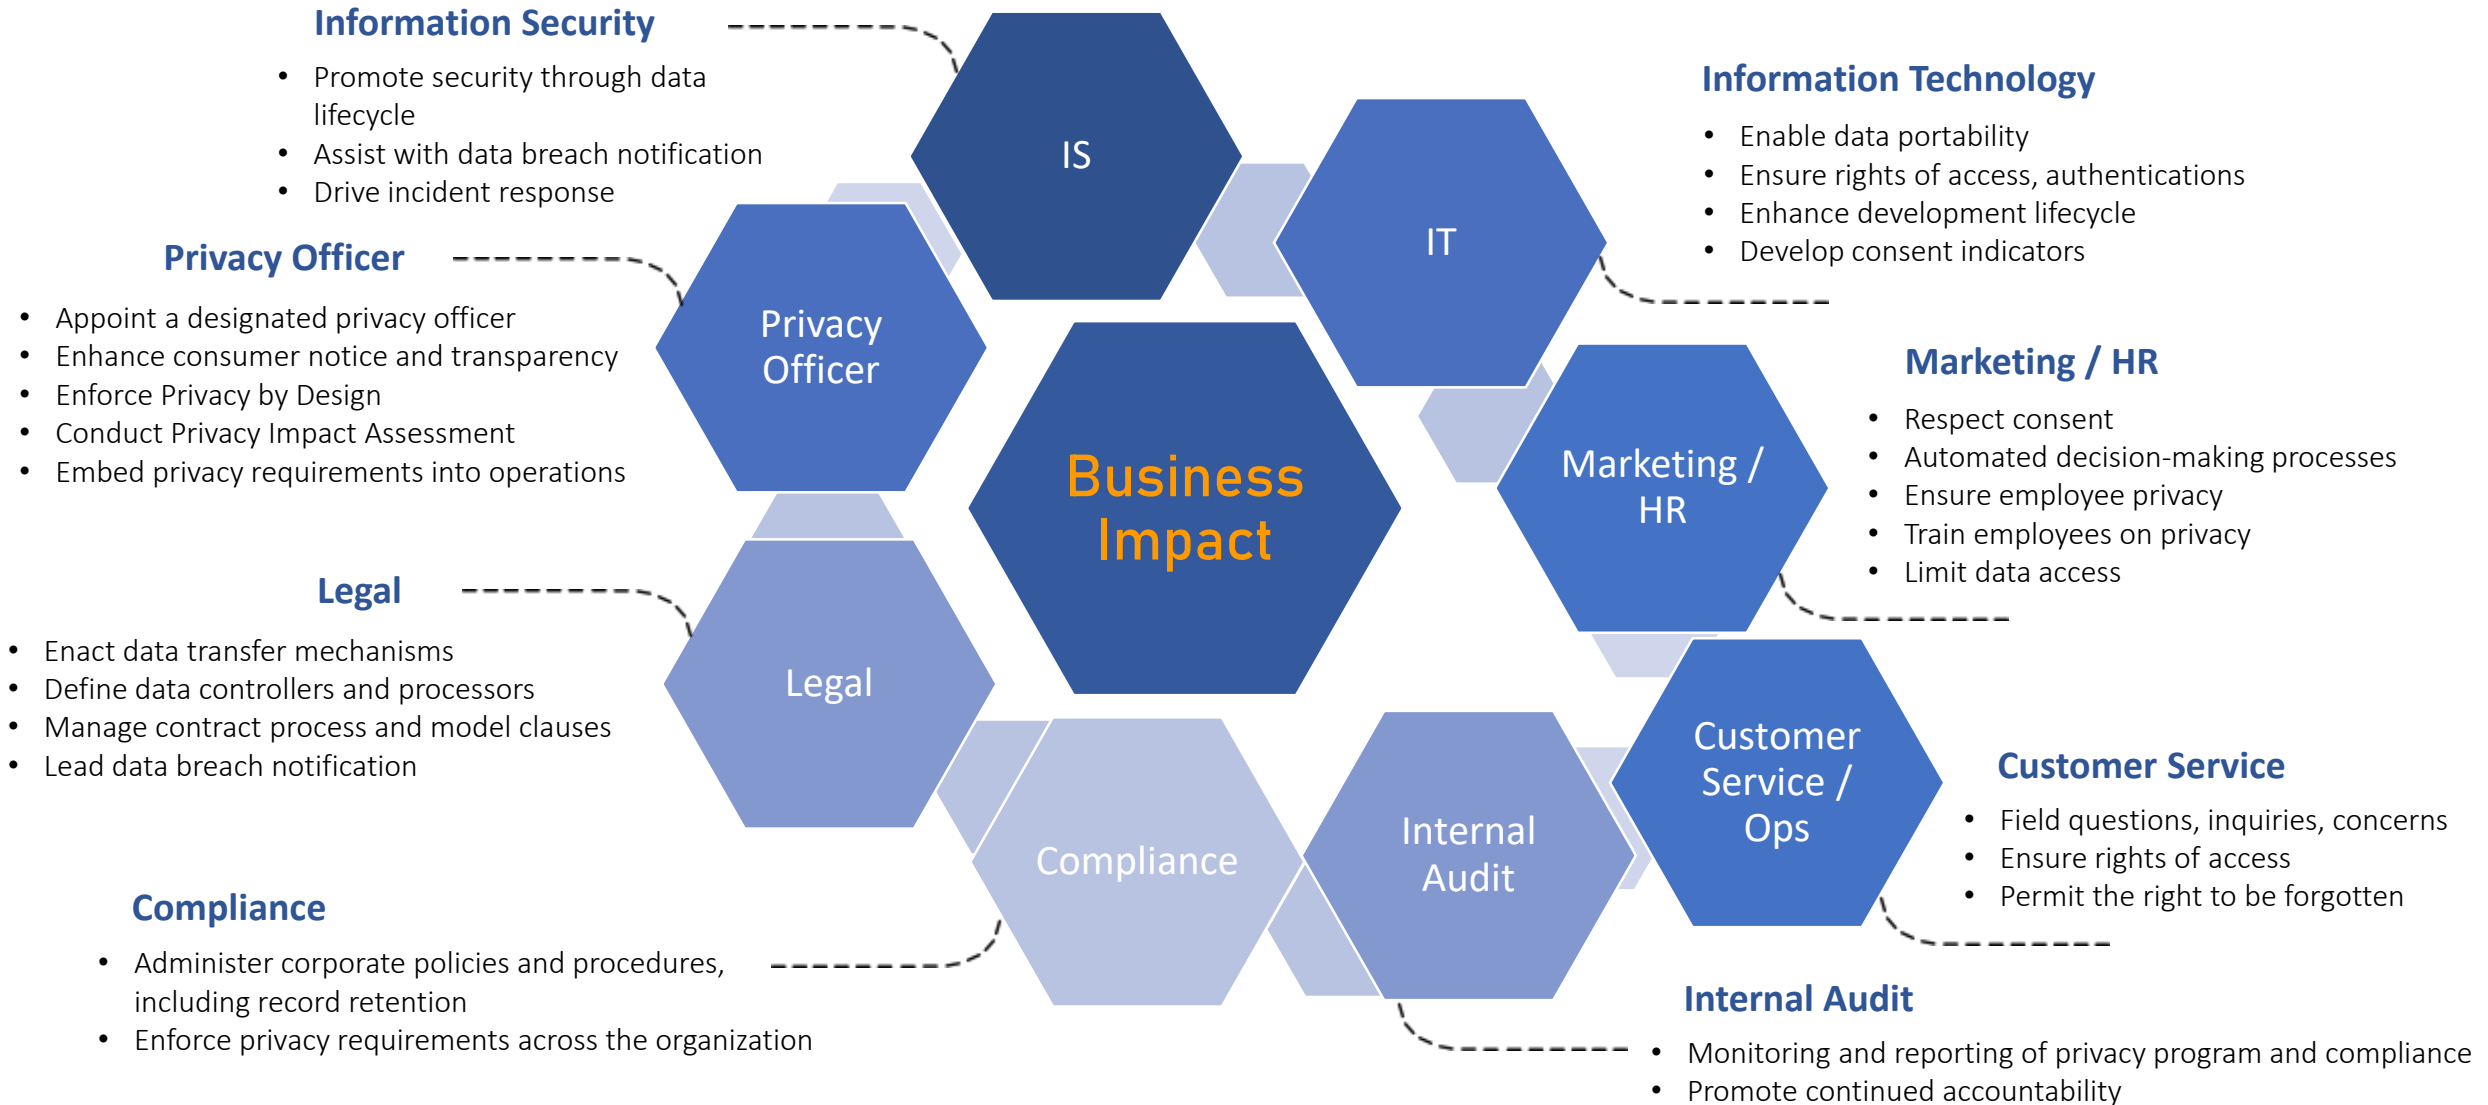 Information Security
• Promote security through data
lifecycle
• Assist with data breach notification
• Drive incident response
Privacy Officer
• Appoint a designated privacy officer
• Enhance consumer notice and transparency
• Enforce Privacy by Design
• Conduct Privacy Impact Assessment
• Embed privacy requirements into operations
Legal
• Enact data transfer mechanisms
• Define data controllers and processors
• Manage contract process and model clauses
• Lead data breach notification
Compliance
• Administer corporate policies and procedures,
including record retention
• Enforce privacy requirements across the organization
IS
IT
Privacy
Officer
Business
Impact
Marketing /
HR
Legal
Customer
Service /
Ops
Internal
Audit
Compliance
Information Technology
• Enable data portability
• Ensure rights of access, authentications
• Enhance development lifecycle
• Develop consent indicators
Marketing / HR
• Respect consent
• Automated decision-making processes
• Ensure employee privacy
• Train employees on privacy
• Limit data access
Customer Service
• Field questions, inquiries, concerns
• Ensure rights of access
• Permit the right to be forgotten
Internal Audit
• Monitoring and reporting of privacy program and compliance
• Promote continued accountability